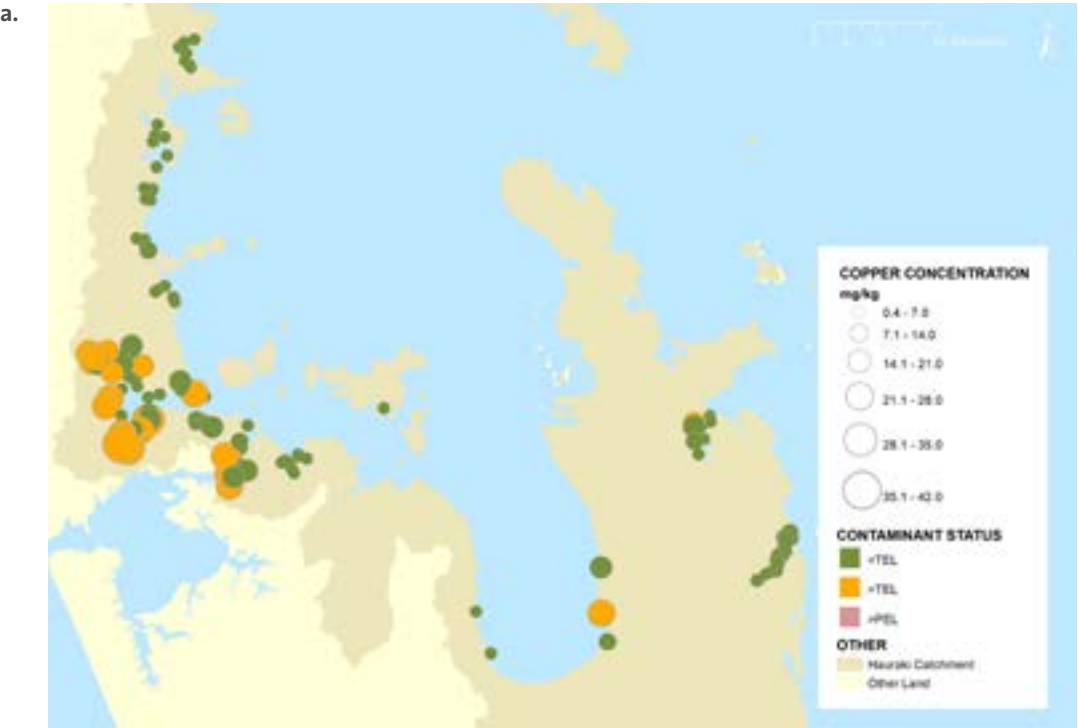 a.
COPPER CONCENTRATION
mg/kg
0.4 - 7.0
7.1 - 14.0
14.1 - 21.0
21.1 - 28.0
28.1 - 35.0
35.1 - 42.0
CONTAMINANT STATUS
<TEL
>TEL
>PEL
OTHER
Hauraki Catchment
Other Land